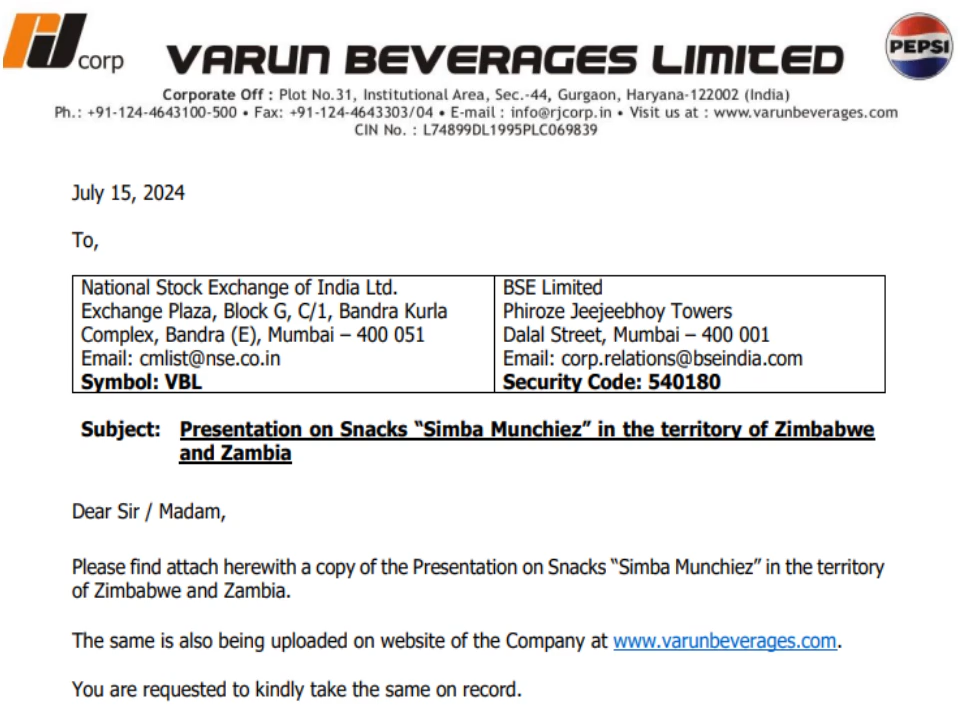 corp
VARUN BEVERAGES LIMITED
PEPSI
Corporate Off : Plot No.31, Institutional Area, Sec.-44, Gurgaon, Haryana-122002 (India)
Ph.: +91-124-4643100-500 • Fax: +91-124-4643303/04 • E-mail : info@rjcorp.in • Visit us at : www.varunbeverages.com
CIN No. : L74899DL1995PLC069839
July 15, 2024
To,
National Stock Exchange of India Ltd.
Exchange Plaza, Block G, C/1, Bandra Kurla
Complex, Bandra (E), Mumbai – 400 051
Email: cmlist@nse.co.in
Symbol: VBL
BSE Limited
Phiroze Jeejeebhoy Towers
Dalal Street, Mumbai – 400 001
Email: corp.relations@bseindia.com
Security Code: 540180
Subject: Presentation on Snacks “Simba Munchiez” in the territory of Zimbabwe
and Zambia
Dear Sir / Madam,
Please find attach herewith a copy of the Presentation on Snacks “Simba Munchiez” in the territory
of Zimbabwe and Zambia.
The same is also being uploaded on website of the Company at www.varunbeverages.com.
You are requested to kindly take the same on record.